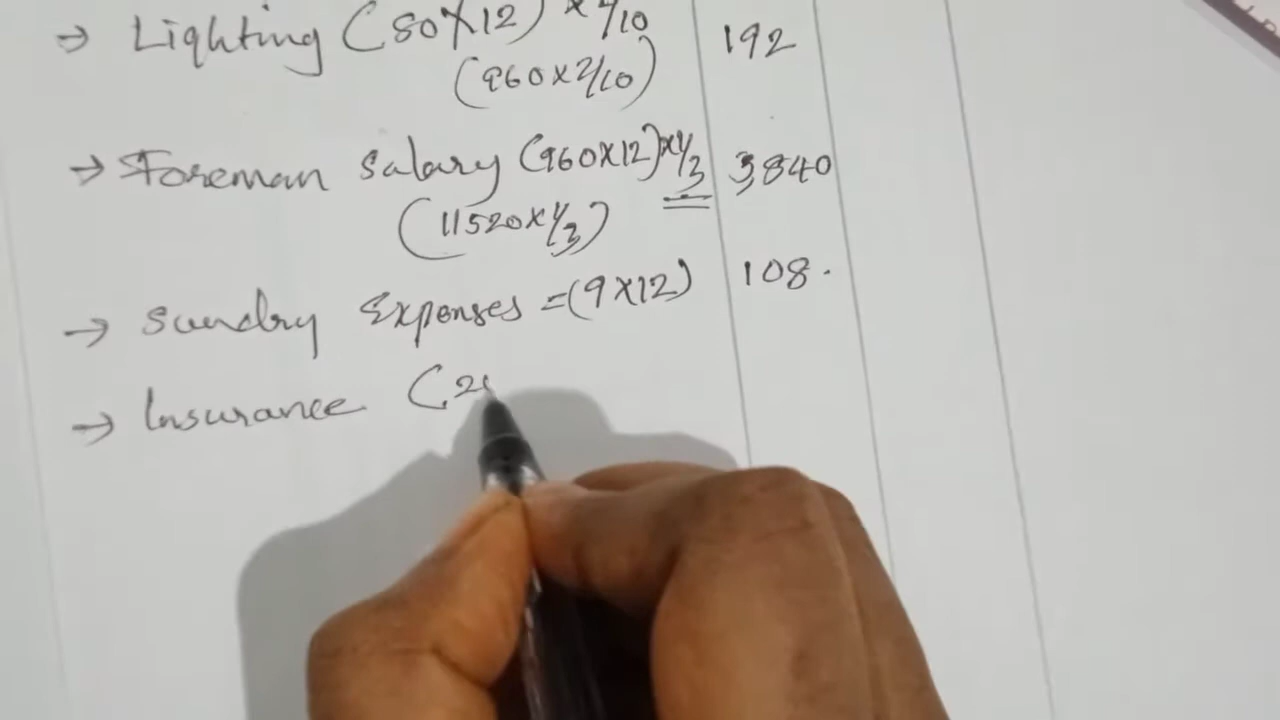 → Lighting (80×12) × 2/10 192
(960×2/10)
→ Foreman Salary (960×12)×1/3 3840
(11520×1/3)
→ Sundry Expenses =(9×12) 108.
→ Insurance (2